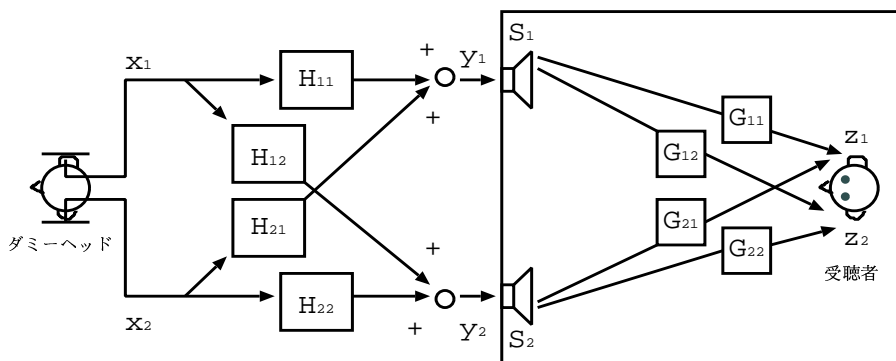 x1
H11
+
y1
S1
+
H12
G11
z1
G12
ダミーヘッド
H21
G21
G22
z2
受聴者
+
H22
x2
+
y2
S2